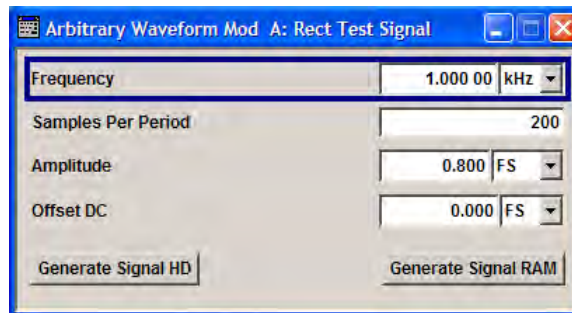 Arbitrary Waveform Mod A: Rect Test Signal
Frequency 1.000 00 kHz
Samples Per Period 200
Amplitude 0.800 FS
Offset DC 0.000 FS
Generate Signal HD Generate Signal RAM